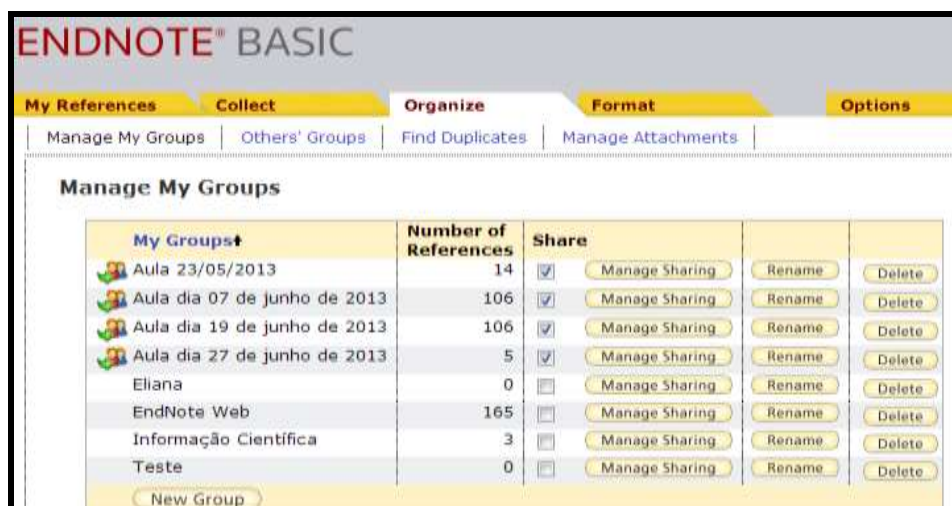 ENDNOTE® BASIC
My References Collect Organize Format Options
Manage My Groups Others' Groups Find Duplicates Manage Attachments
Manage My Groups
My Groups Number of References Share
Aula 23/05/2013 14 Manage Sharing Rename Delete
Aula dia 07 de junho de 2013 106 Manage Sharing Rename Delete
Aula dia 19 de junho de 2013 106 Manage Sharing Rename Delete
Aula dia 27 de junho de 2013 5 Manage Sharing Rename Delete
Eliana 0 Manage Sharing Rename Delete
EndNote Web 165 Manage Sharing Rename Delete
Informação Científica 3 Manage Sharing Rename Delete
Teste 0 Manage Sharing Rename Delete
New Group